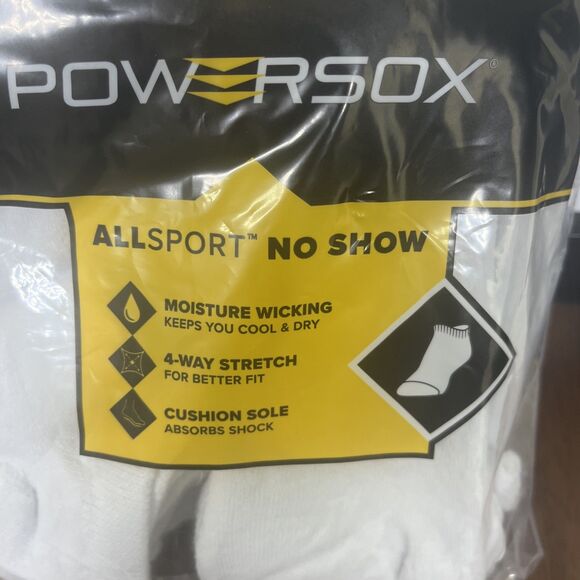 POWERSOX®
ALLSPORT™ NO SHOW
MOISTURE WICKING
KEEPS YOU COOL & DRY
4-WAY STRETCH
FOR BETTER FIT
CUSHION SOLE
ABSORBS SHOCK